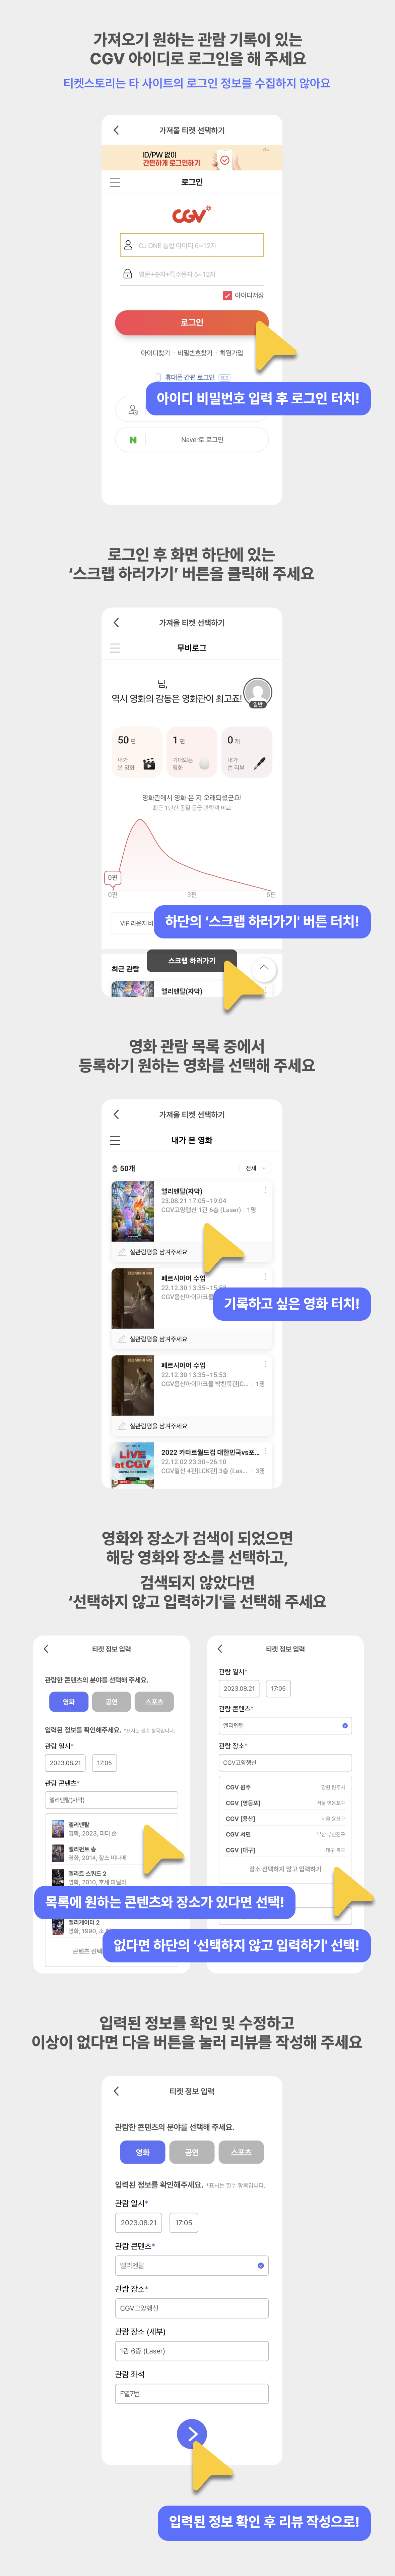 가져오기 원하는 관람 기록이 있는
CGV 아이디로 로그인을 해 주세요
티켓스토리는 타 사이트의 로그인 정보를 수집하지 않아요
가져올 티켓 선택하기
ID/PW 없이
간편하게 로그인하기
로그인
CGV
CJ ONE 통합 아이디 6~12자
영문+숫자+특수문자 6~12자
아이디저장
로그인
아이디찾기 · 비밀번호찾기 · 회원가입
휴대폰 간편 로그인
아이디 비밀번호 입력 후 로그인 터치!
N Naver로 로그인
로그인 후 화면 하단에 있는
‘스크랩 하러가기’ 버튼을 클릭해 주세요
가져올 티켓 선택하기
무비로그
님,
역시 영화의 감동은 영화관이 최고죠!
일반
50 편
내가
본 영화
1 편
기대되는
영화
0 개
내가
쓴 리뷰
영화관에서 영화 본 지 오래되셨군요!
최근 1년간 동일 등급 관람객 비교
0편
0편 3편 6편
VIP 라운지 바
하단의 ‘스크랩 하러가기' 버튼 터치!
스크랩 하러가기
최근 관람
엘리멘탈(자막)
영화 관람 목록 중에서
등록하기 원하는 영화를 선택해 주세요
가져올 티켓 선택하기
내가 본 영화
총 50개
전체
엘리멘탈(자막)
23.08.21 17:05~19:04
CGV고양행신 1관 6층 (Laser) 1명
실관람평을 남겨주세요
페르시아어 수업
22.12.30 13:35~15:53
CGV용산아이파크몰
기록하고 싶은 영화 터치!
실관람평을 남겨주세요
페르시아어 수업
22.12.30 13:35~15:53
CGV용산아이파크몰 박찬욱관[C... 1명
실관람평을 남겨주세요
LIVE
at CGV
2022 카타르월드컵 대한민국vs포...
22.12.02 23:30~26:10
CGV일산 4관[LCK관] 3층 (Las... 3명
영화와 장소가 검색이 되었으면
해당 영화와 장소를 선택하고,
검색되지 않았다면
‘선택하지 않고 입력하기'를 선택해 주세요
티켓 정보 입력
관람한 콘텐츠의 분야를 선택해 주세요.
영화 공연 스포츠
입력된 정보를 확인해주세요. *표시는 필수 항목입니다.
관람 일시*
2023.08.21 17:05
관람 콘텐츠*
엘리멘탈(자막)
엘리멘탈
영화, 2023, 피터 손
엘리펀트 송
영화, 2014, 찰스 비나메
엘리트 스쿼드 2
영화, 2010, 호세 파딜라
엘리게이터 2
영화, 1990,
콘텐츠 선택
티켓 정보 입력
관람 일시*
2023.08.21 17:05
관람 콘텐츠*
엘리멘탈
관람 장소*
CGV고양행신
CGV 원주 강원 원주시
CGV [영등포] 서울 영등포구
CGV [용산] 서울 용산구
CGV 서면 부산 부산진구
CGV [대구] 대구 북구
장소 선택하지 않고 입력하기
목록에 원하는 콘텐츠와 장소가 있다면 선택!
없다면 하단의 ‘선택하지 않고 입력하기' 선택!
입력된 정보를 확인 및 수정하고
이상이 없다면 다음 버튼을 눌러 리뷰를 작성해 주세요
티켓 정보 입력
관람한 콘텐츠의 분야를 선택해 주세요.
영화 공연 스포츠
입력된 정보를 확인해주세요. *표시는 필수 항목입니다.
관람 일시*
2023.08.21 17:05
관람 콘텐츠*
엘리멘탈
관람 장소*
CGV고양행신
관람 장소 (세부)
1관 6층 (Laser)
관람 좌석
F열7번
입력된 정보 확인 후 리뷰 작성으로!